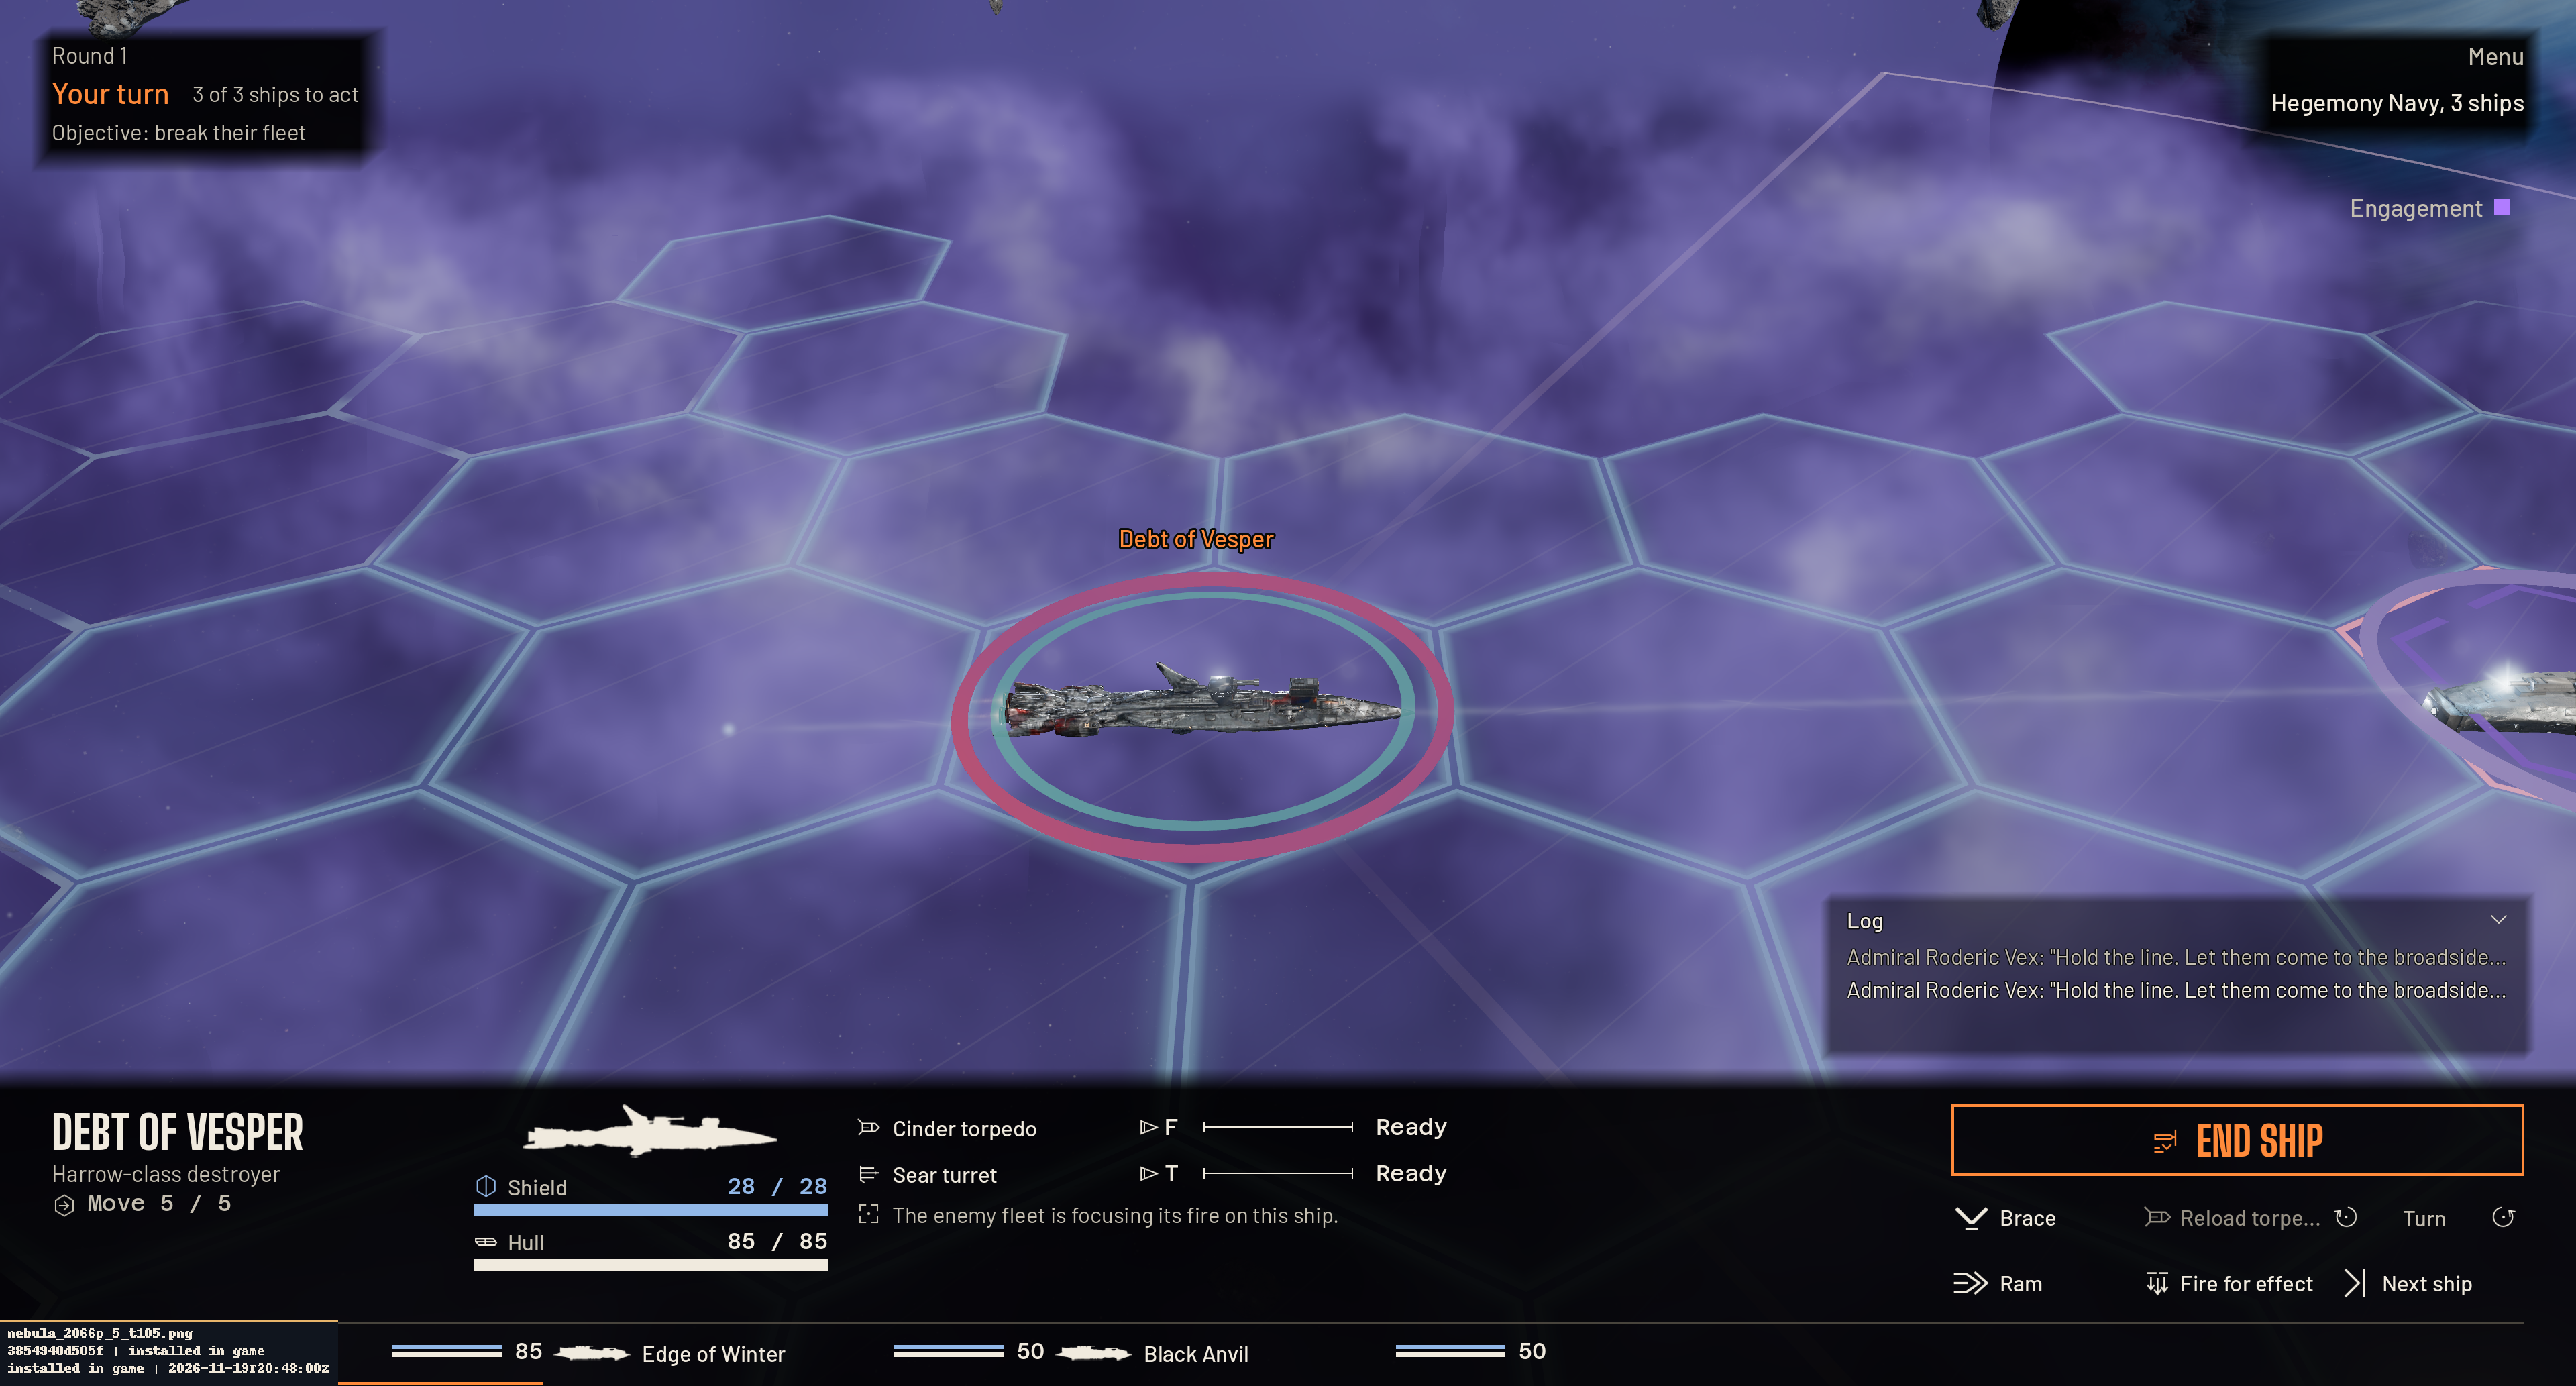 Round 1
Your turn 3 of 3 ships to act
Objective: break their fleet
Menu
Hegemony Navy, 3 ships
Engagement
Debt of Vesper
Log
Admiral Roderic Vex: "Hold the line. Let them come to the broadside...
Admiral Roderic Vex: "Hold the line. Let them come to the broadside...
DEBT OF VESPER
Harrow-class destroyer
Move 5 / 5
Shield 28 / 28
Hull 85 / 85
Cinder torpedo F Ready
Sear turret T Ready
The enemy fleet is focusing its fire on this ship.
END SHIP
Brace Reload torpe... Turn
Ram Fire for effect Next ship
nebula_2066p_5_t105.png
3854940d505f | installed in game
installed in game | 2026-11-19T20:48:00Z
85 Edge of Winter 50 Black Anvil 50